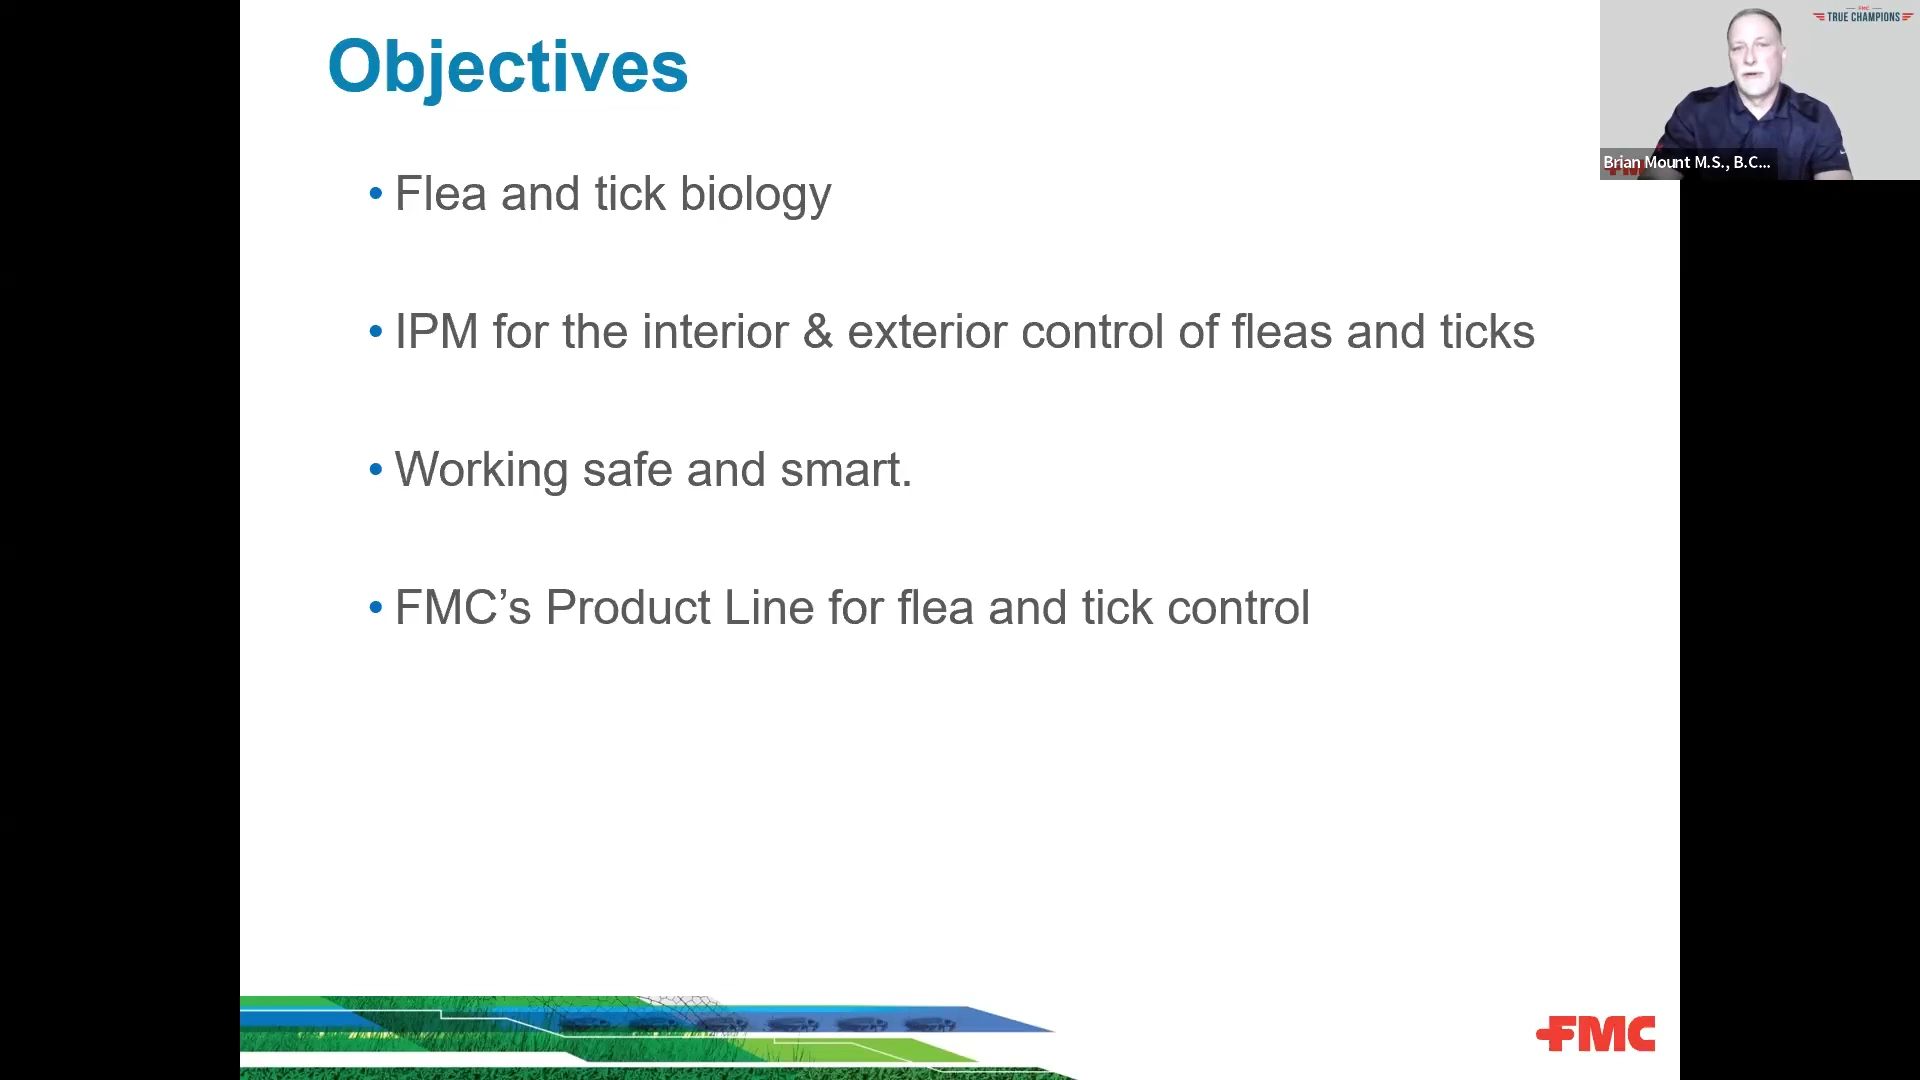 Objectives
• Flea and tick biology
• IPM for the interior & exterior control of fleas and ticks
• Working safe and smart.
• FMC’s Product Line for flea and tick control
FMC
TRUE CHAMPIONS
Brian Mount M.S., B.C...
FMC